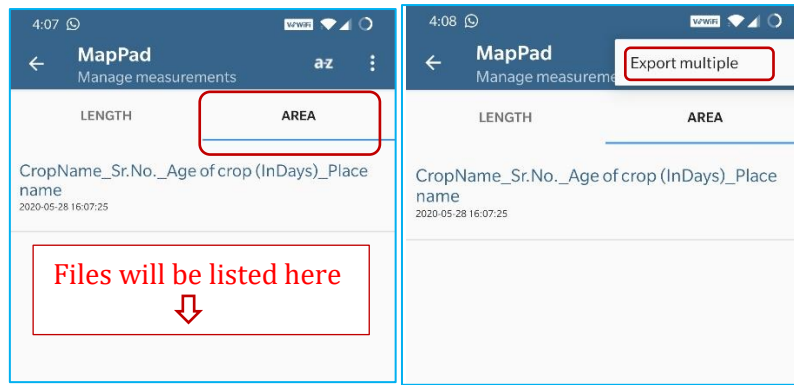 4:07
VoWiFi
MapPad
Manage measurements
a-z
LENGTH
AREA
CropName_Sr.No._Age of crop (InDays)_Place
name
2020-05-28 16:07:25
Files will be listed here
4:08
VoWiFi
MapPad
Manage measureme
Export multiple
LENGTH
AREA
CropName_Sr.No._Age of crop (InDays)_Place
name
2020-05-28 16:07:25